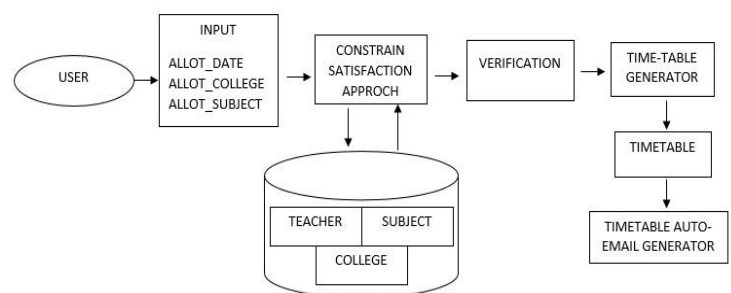 USER
INPUT
ALLOT_DATE
ALLOT_COLLEGE
ALLOT_SUBJECT
CONSTRAIN
SATISFACTION
APPROCH
VERIFICATION
TIME-TABLE
GENERATOR
TIMETABLE
TIMETABLE AUTO-
EMAIL GENERATOR
TEACHER
SUBJECT
COLLEGE